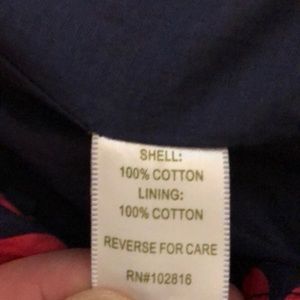 SHELL:
100% COTTON
LINING:
100% COTTON
REVERSE FOR CARE
RN#102816